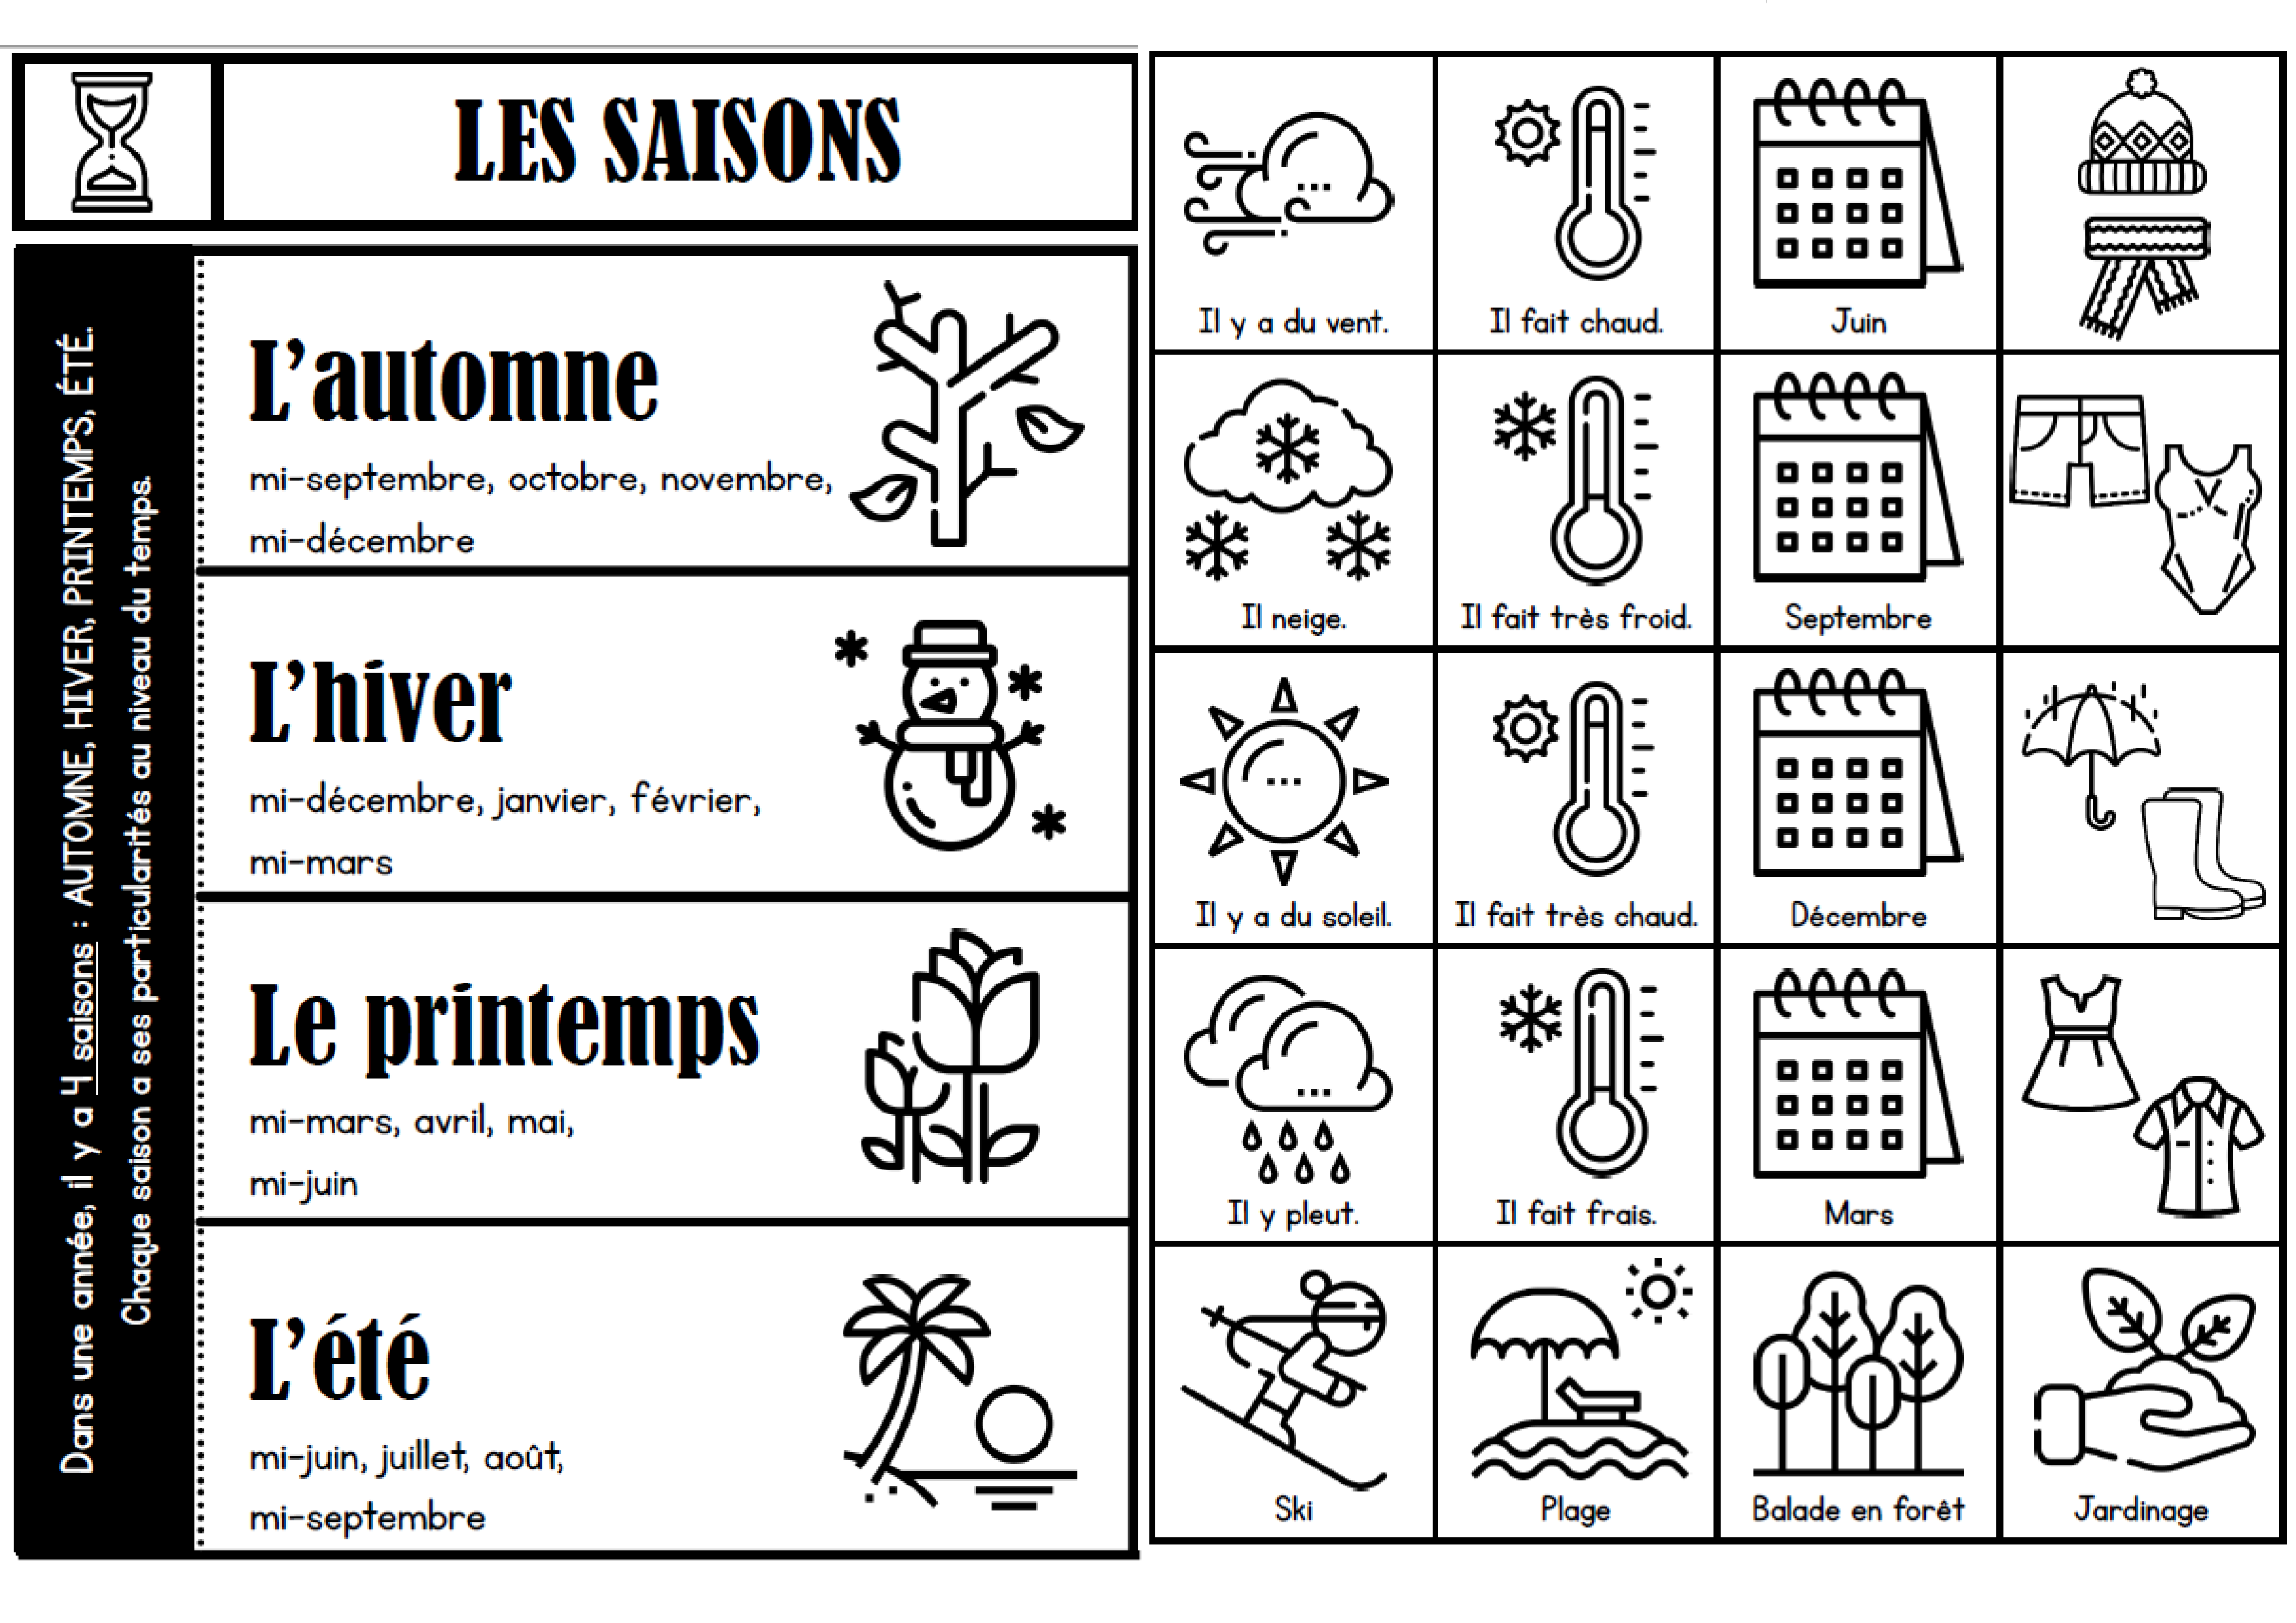 LES SAISONS
Dans une année, il y a 4 saisons : AUTOMNE, HIVER, PRINTEMPS, ÉTÉ.
Chaque saison a ses particularités au niveau du temps.
L'automne
mi-septembre, octobre, novembre,
mi-décembre
L'hiver
mi-décembre, janvier, février,
mi-mars
Le printemps
mi-mars, avril, mai,
mi-juin
L'été
mi-juin, juillet, août,
mi-septembre
Il y a du vent.
Il fait chaud.
Juin
Il neige.
Il fait très froid.
Septembre
Il y a du soleil.
Il fait très chaud.
Décembre
Il y pleut.
Il fait frais.
Mars
Ski
Plage
Balade en forêt
Jardinage